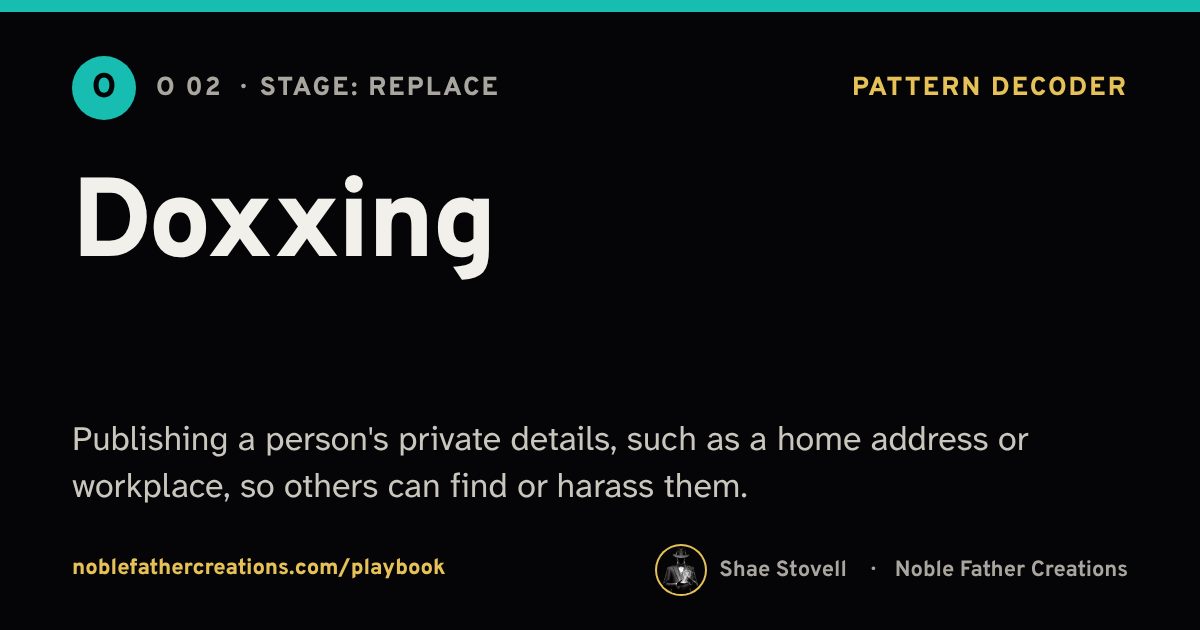 O
O 02 · STAGE: REPLACE
PATTERN DECODER
Doxxing
Publishing a person's private details, such as a home address or
workplace, so others can find or harass them.
noblefathercreations.com/playbook
Shae Stovell · Noble Father Creations